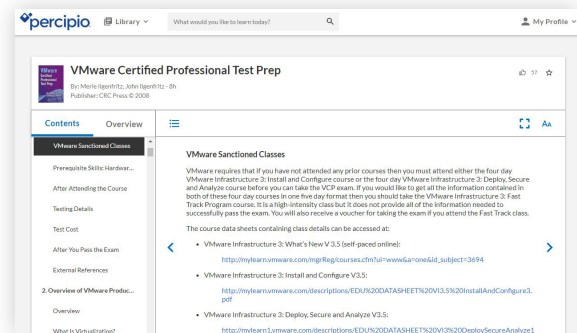 percipio.
Library
What would you like to learn today?
My Profile
VMware Certified Professional Test Prep
By: Merle Ilgenfritz, John Ilgenfritz - 8h
Publisher: CRC Press © 2008
57
Contents
Overview
AA
VMware Sanctioned Classes
Prerequisite Skills: Hardwar...
After Attending the Course
Testing Details
Test Cost
After You Pass the Exam
External References
2. Overview of VMware Produc...
Overview
What Is Virtualization?
VMware Sanctioned Classes
VMware requires that if you have not attended any prior courses then you must attend either the four day
VMware Infrastructure 3: Install and Configure course or the four day VMware Infrastructure 3: Deploy, Secure
and Analyze course before you can take the VCP exam. If you would like to get all the information contained in
both of these four day courses in one five day format then you should take the VMware Infrastructure 3: Fast
Track Program course. It is a high-intensity class but it does not provide all of the information needed to
successfully pass the exam. You will also receive a voucher for taking the exam if you attend the Fast Track class.
The course data sheets containing class details can be accessed at:
• VMware Infrastructure 3: What's New V 3.5 (self-paced online):
http://mylearn.vmware.com/mgrReg/courses.cfm?ui=www&a=one&id_subject=3694
• VMware Infrastructure 3: Install and Configure V3.5:
http://mylearn.vmware.com/descriptions/EDU%20DATASHEET%20VI3.5%20InstallAndConfigure3.
pdf
• VMware Infrastructure 3: Deploy, Secure and Analyze V3.5:
http://mylearn1.vmware.com/descriptions/EDU%20DATASHEET%20VI3%20DeploySecureAnalyze1